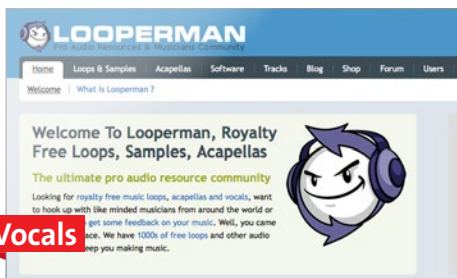 LOOPERMAN
Pro Audio Resources & Musicians Community
Home Loops & Samples Acapellas Software Tracks Blog Shop Forum Users
Welcome What Is Looperman ?
Welcome To Looperman, Royalty
Free Loops, Samples, Acapellas
The ultimate pro audio resource community
Looking for royalty free music loops, acapellas and vocals, want
to hook up with like minded musicians from around the world or
get some feedback on your music. Well, you came
ace. We have 1000s of free loops and other audio
eep you making music.
Vocals